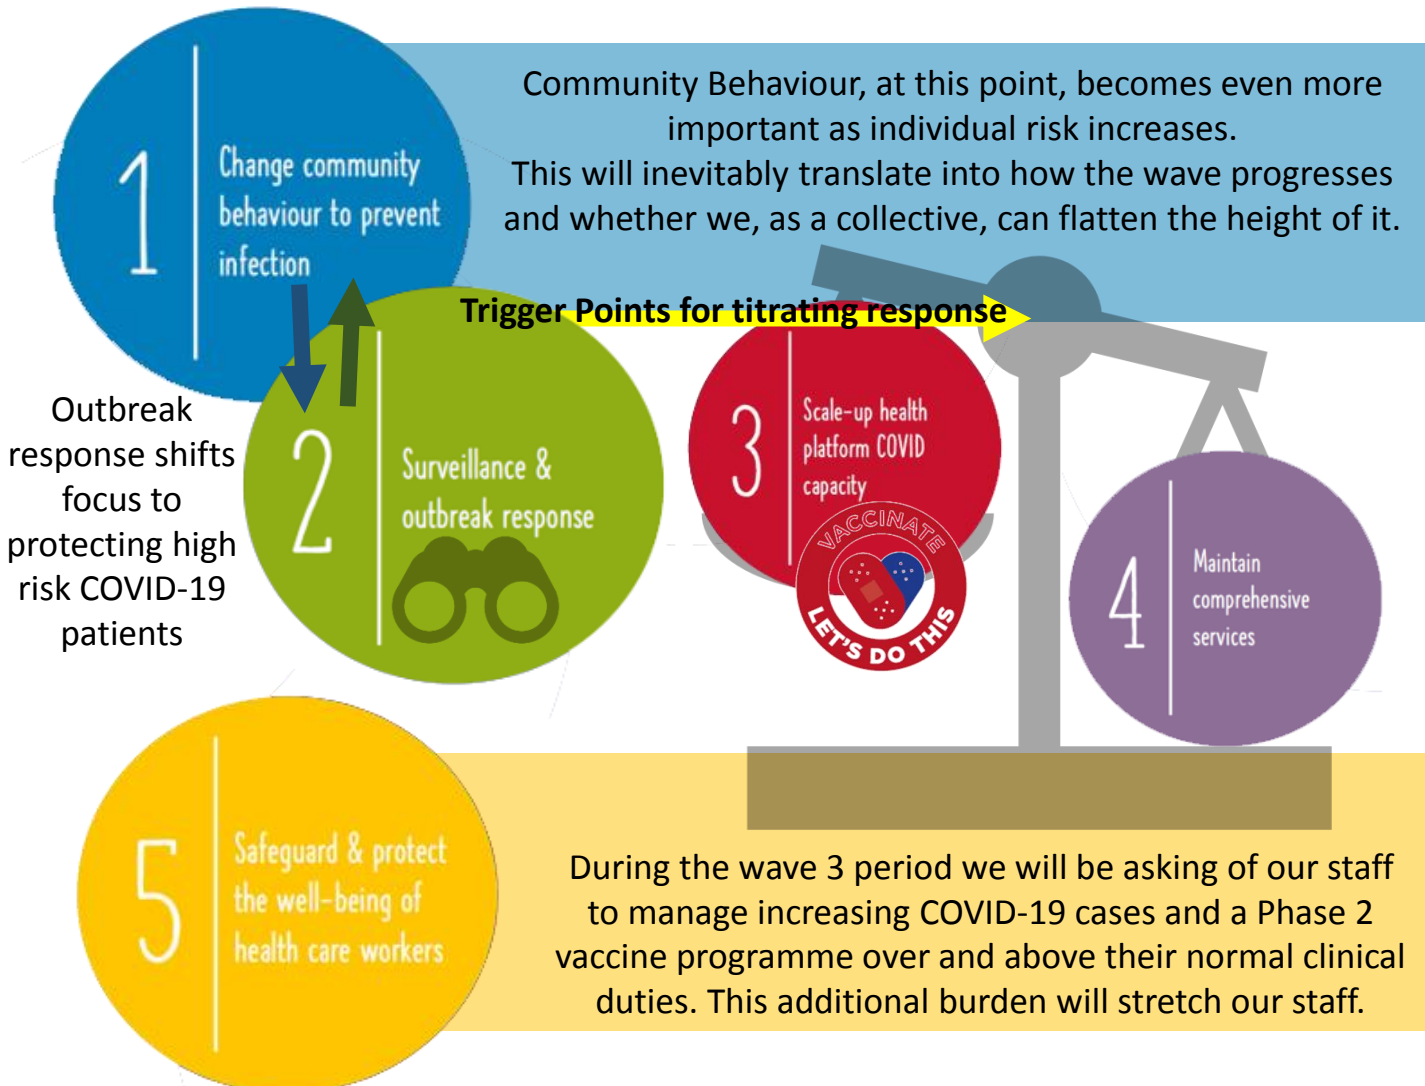 1
Change community
behaviour to prevent
infection
Community Behaviour, at this point, becomes even more
important as individual risk increases.
This will inevitably translate into how the wave progresses
and whether we, as a collective, can flatten the height of it.
Trigger Points for titrating response
Outbreak
response shifts
focus to
protecting high
risk COVID-19
patients
2
Surveillance &
outbreak response
3
Scale-up health
platform COVID
capacity
VACCINATE
LET'S DO THIS
4
Maintain
comprehensive
services
5
Safeguard & protect
the well-being of
health care workers
During the wave 3 period we will be asking of our staff
to manage increasing COVID-19 cases and a Phase 2
vaccine programme over and above their normal clinical
duties. This additional burden will stretch our staff.